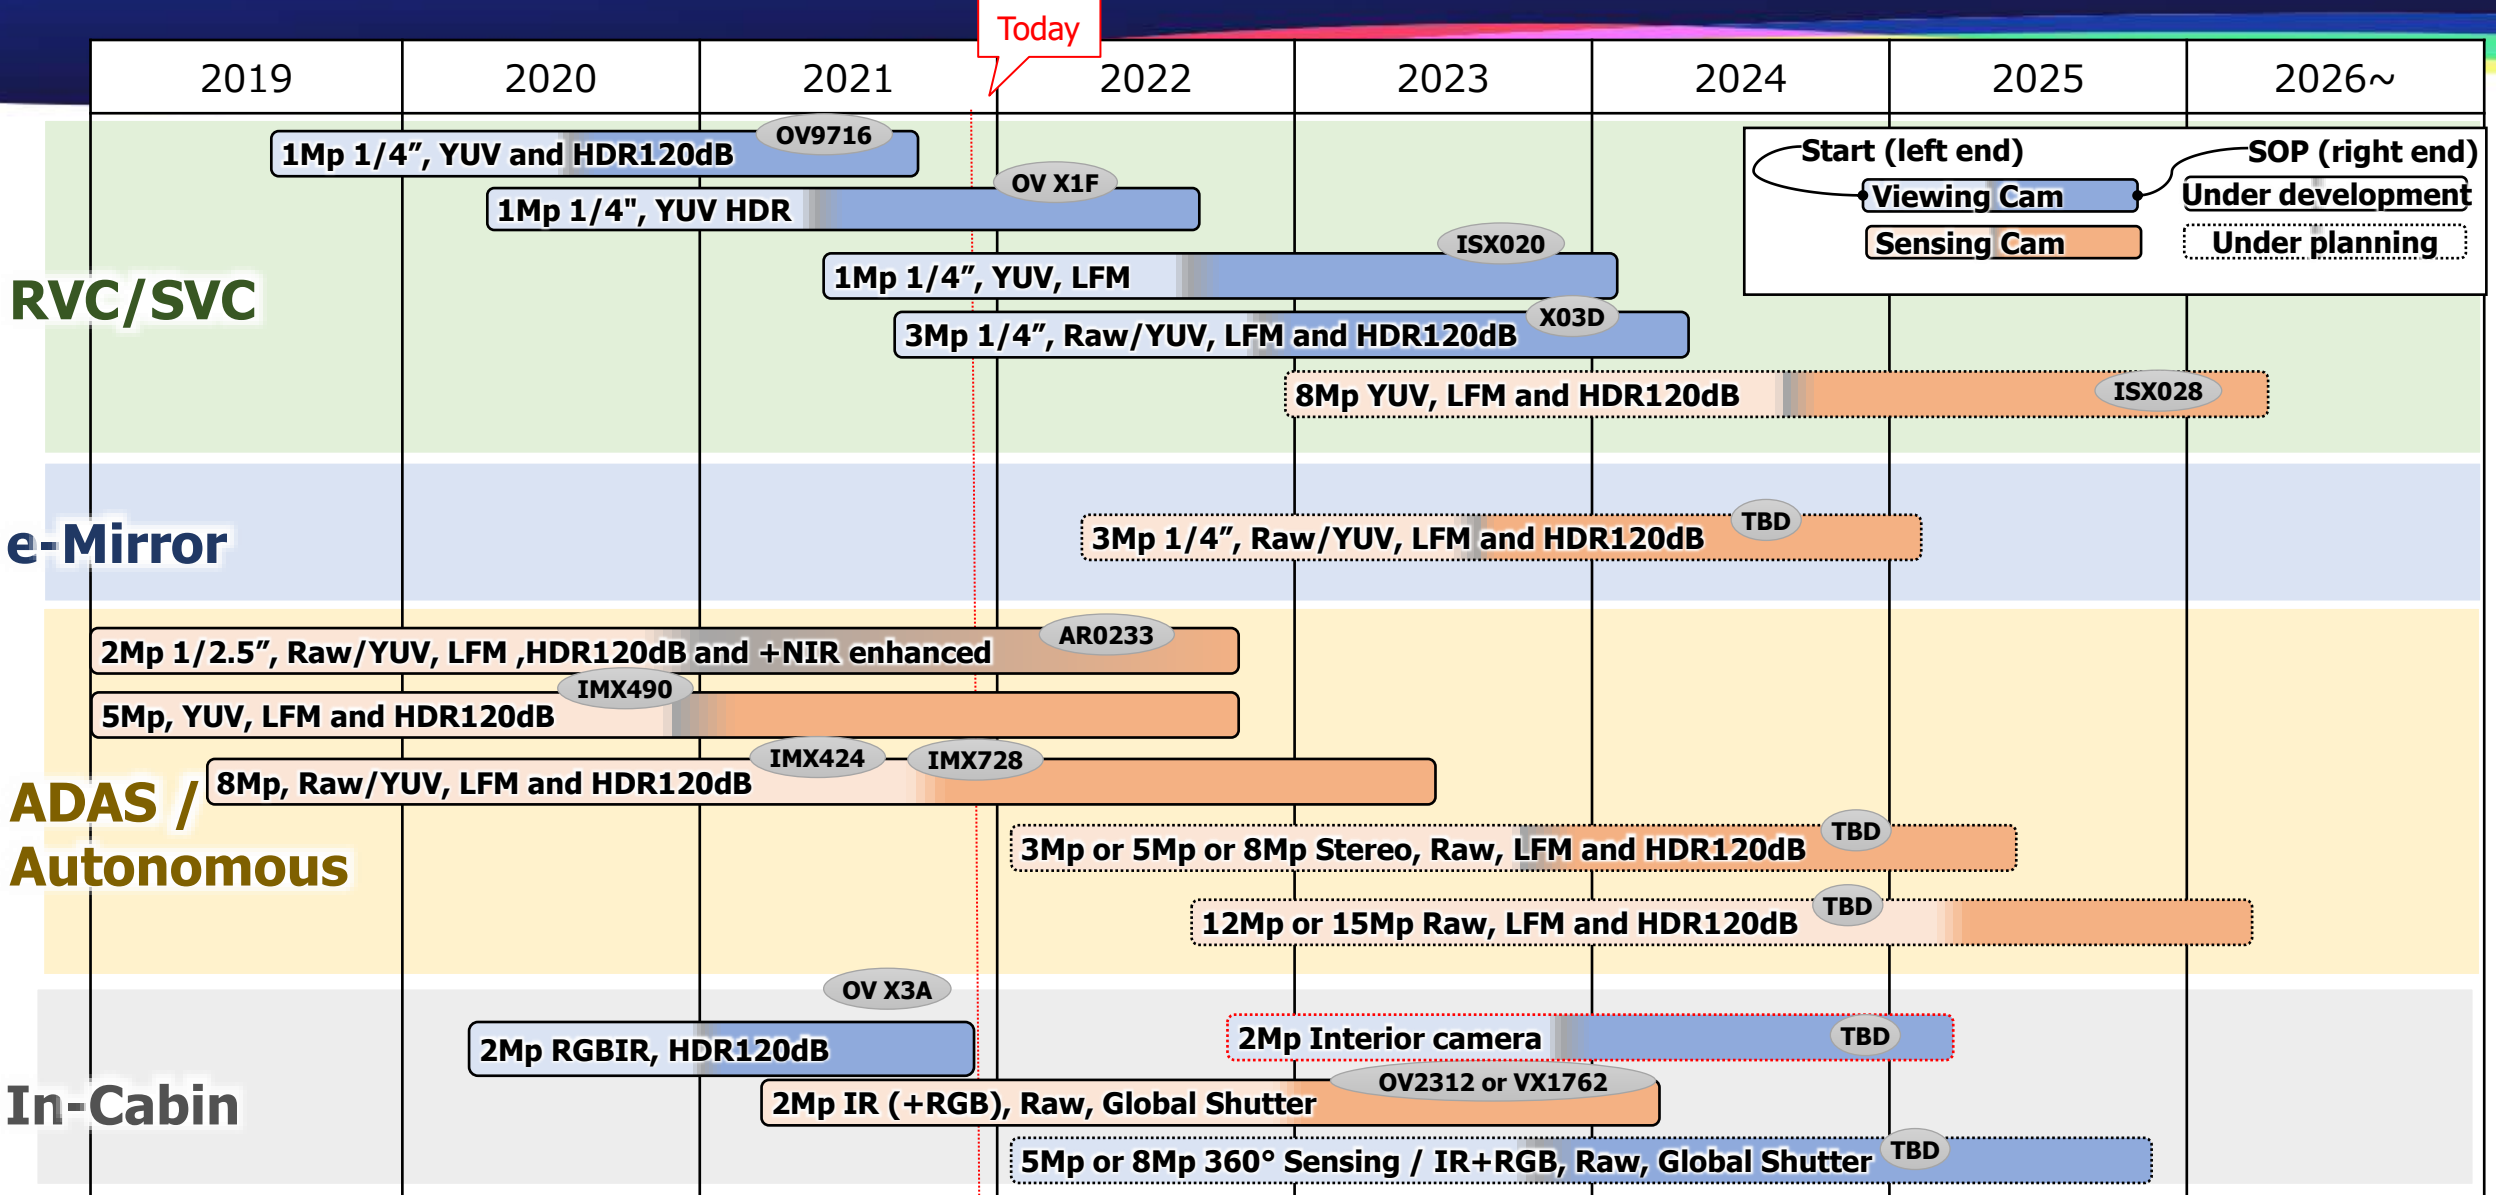 Today
2019 2020 2021 2022 2023 2024 2025 2026~
Start (left end) SOP (right end)
Viewing Cam Under development
Sensing Cam Under planning
RVC/SVC
OV9716
1Mp 1/4”, YUV and HDR120dB
OV X1F
1Mp 1/4", YUV HDR
ISX020
1Mp 1/4”, YUV, LFM
X03D
3Mp 1/4”, Raw/YUV, LFM and HDR120dB
8Mp YUV, LFM and HDR120dB ISX028
e-Mirror
TBD
3Mp 1/4”, Raw/YUV, LFM and HDR120dB
ADAS /
Autonomous
AR0233
2Mp 1/2.5”, Raw/YUV, LFM ,HDR120dB and +NIR enhanced
IMX490
5Mp, YUV, LFM and HDR120dB
IMX424 IMX728
8Mp, Raw/YUV, LFM and HDR120dB
TBD
3Mp or 5Mp or 8Mp Stereo, Raw, LFM and HDR120dB
TBD
12Mp or 15Mp Raw, LFM and HDR120dB
In-Cabin
OV X3A
2Mp RGBIR, HDR120dB
2Mp Interior camera TBD
OV2312 or VX1762
2Mp IR (+RGB), Raw, Global Shutter
TBD
5Mp or 8Mp 360° Sensing / IR+RGB, Raw, Global Shutter